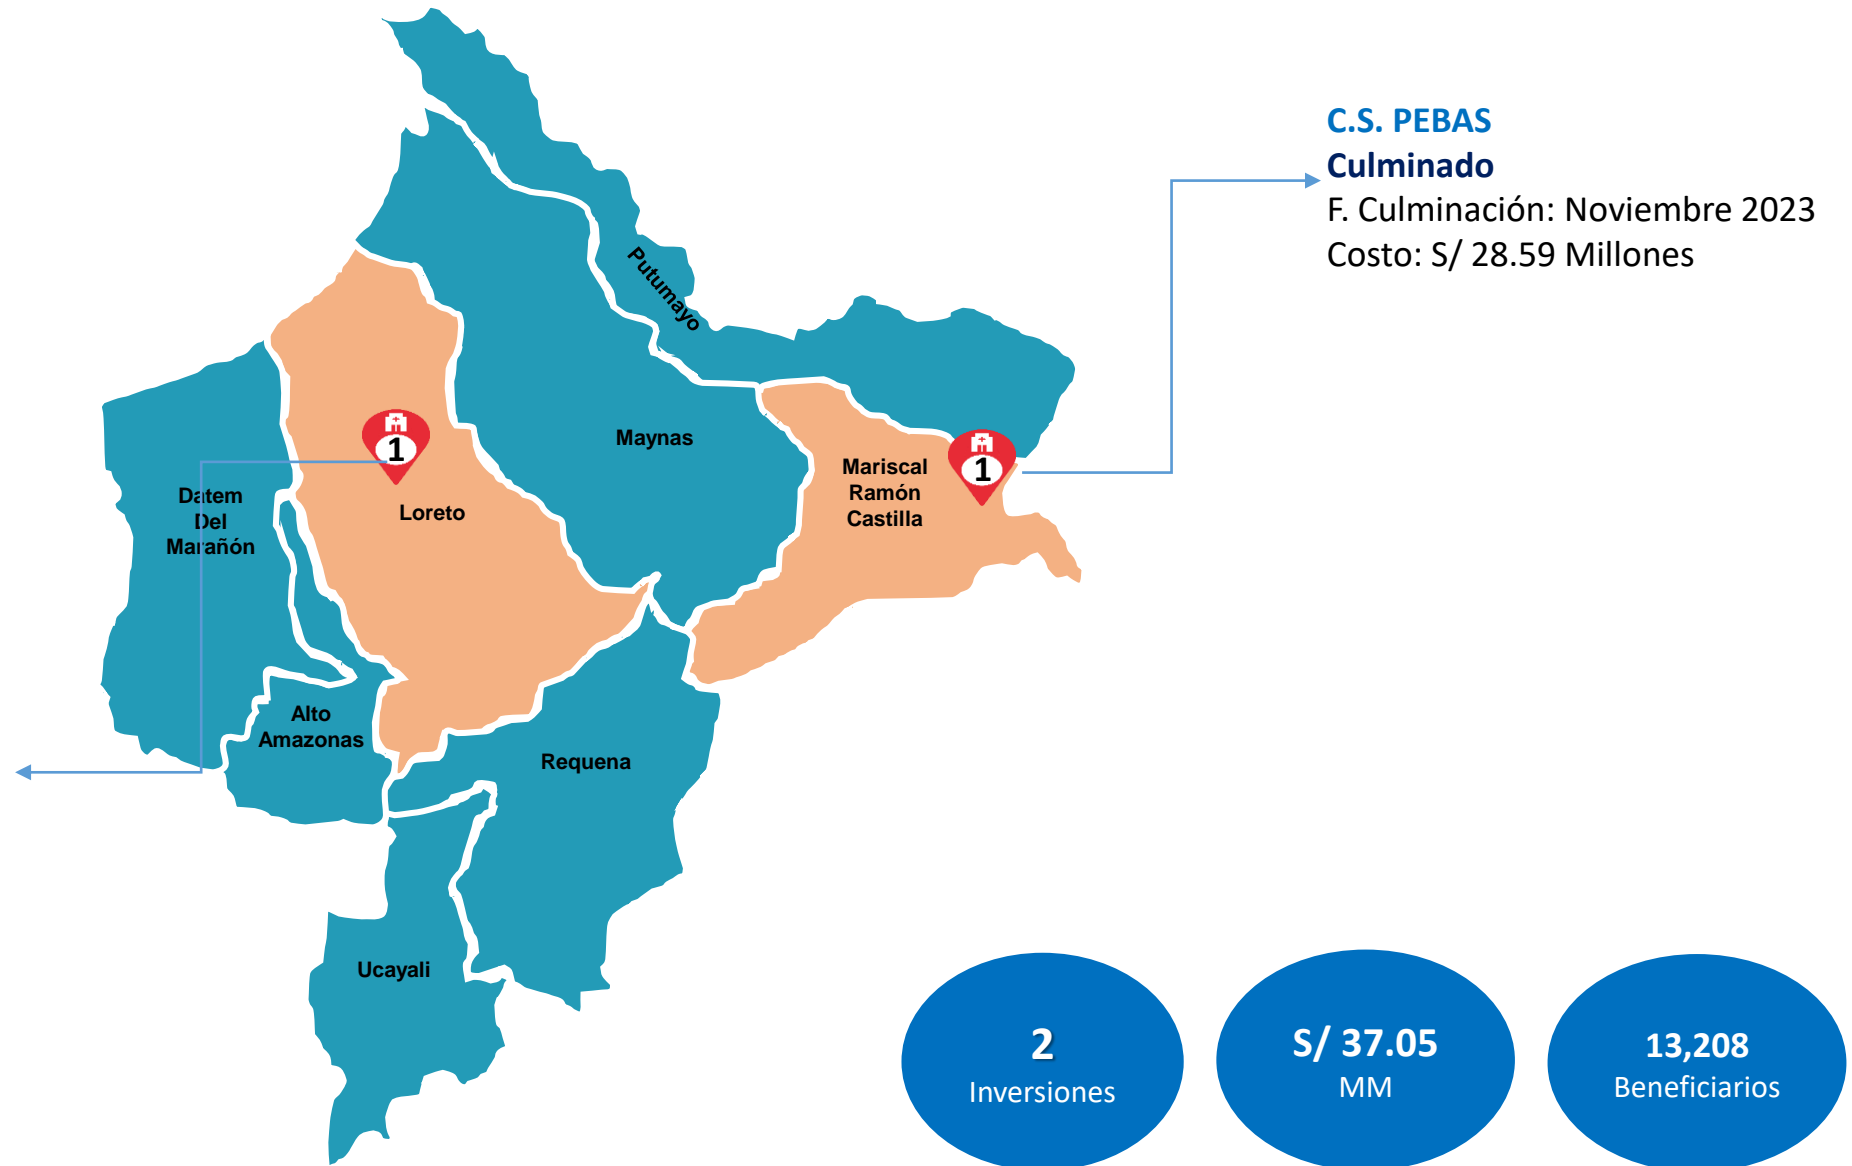 C.S. PEBAS
Culminado
F. Culminación: Noviembre 2023
Costo: S/ 28.59 Millones
Putumayo
Maynas
1
1
Mariscal
Ramón
Castilla
Datem
Del
Marañón
Loreto
Alto
Amazonas
Requena
Ucayali
2
Inversiones
S/ 37.05
MM
13,208
Beneficiarios